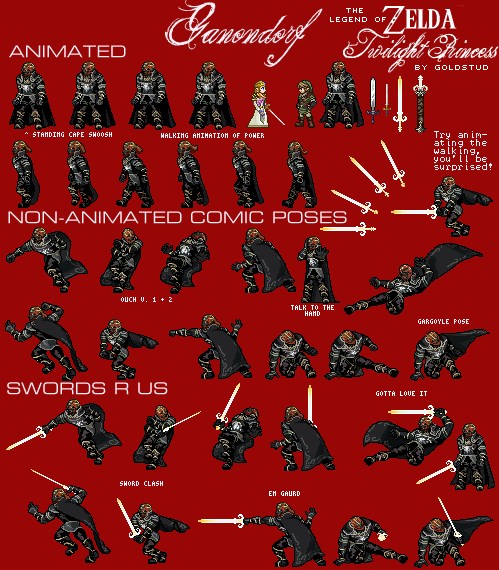 Ganondorf
THE
LEGEND OF ZELDA
Twilight Princess
BY GOLDSTUD
ANIMATED
^ STANDING CAPE SWOOSH
WALKING ANIMATION OF POWER
Try anim-
ating the
walking,
you'll be
surprised!
NON-ANIMATED COMIC POSES
OUCH V. 1 + 2
TALK TO THE
HAND
GARGOYLE POSE
SWORDS R US
GOTTA LOVE IT
SWORD CLASH
EN GAURD